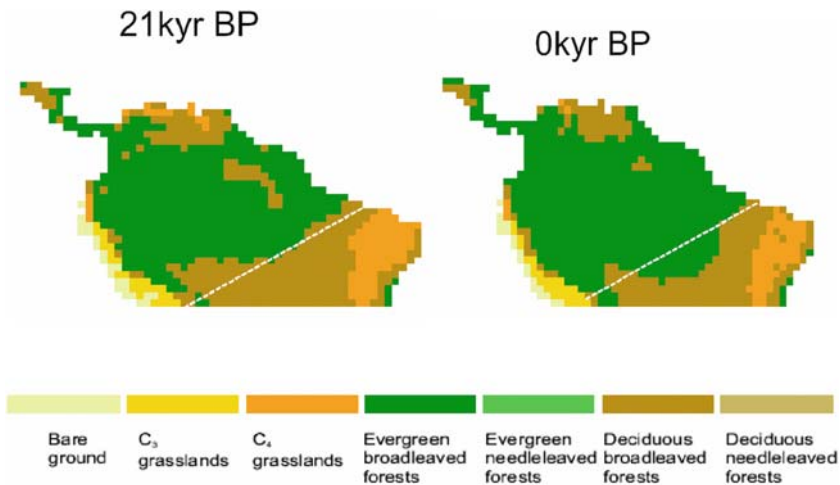 21kyr BP
0kyr BP
Bare
ground
C₃
grasslands
C₄
grasslands
Evergreen
broadleaved
forests
Evergreen
needleleaved
forests
Deciduous
broadleaved
forests
Deciduous
needleleaved
forests